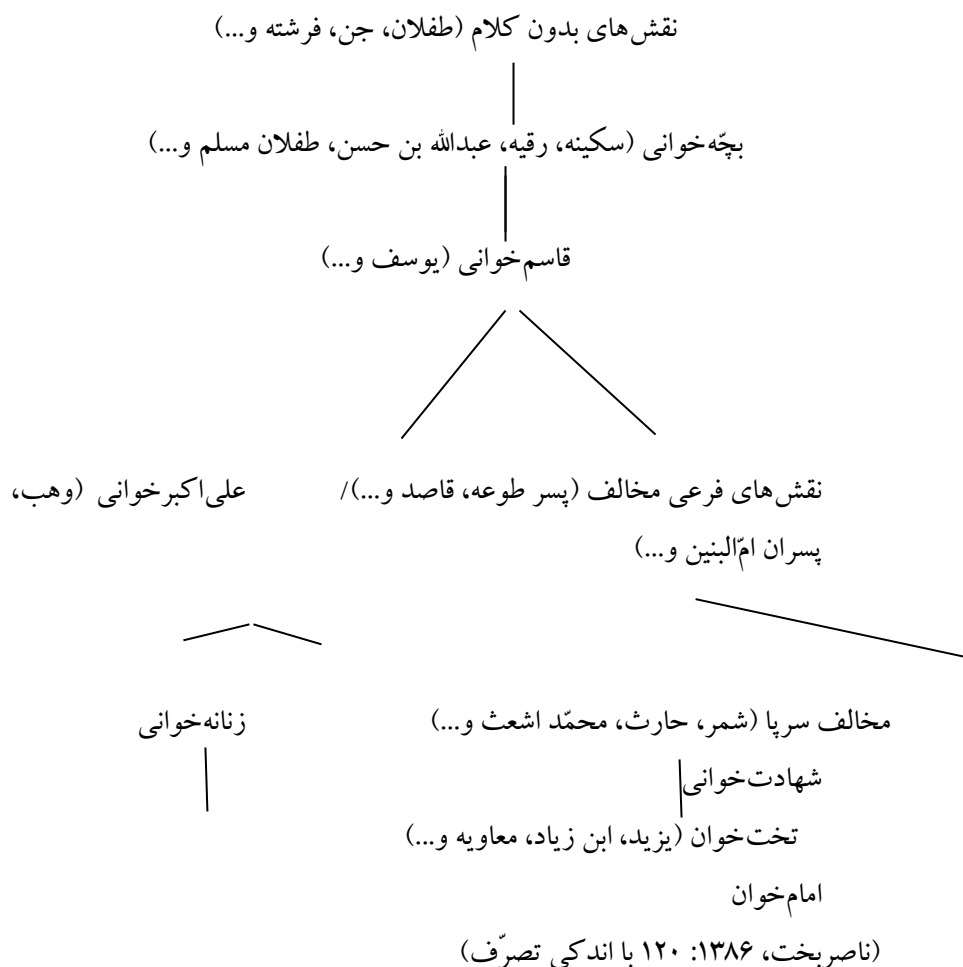 نقش‌های بدون کلام (طفلان، جن، فرشته و...)
بچّه‌خوانی (سکینه، رقیه، عبدالله بن حسن، طفلان مسلم و...)
قاسم‌خوانی (یوسف و...)
نقش‌های فرعی مخالف (پسر طوعه، قاصد و...)/ علی‌اکبرخوانی (وهب،
پسران امّ‌البنین و...)
مخالف سرپا (شمر، حارث، محمّد اشعث و...) زنانه‌خوانی
شهادت‌خوانی
تخت‌خوان (یزید، ابن زیاد، معاویه و...)
امام‌خوان
(ناصربخت، ۱۳۸۶: ۱۲۰ با اندکی تصرّف)